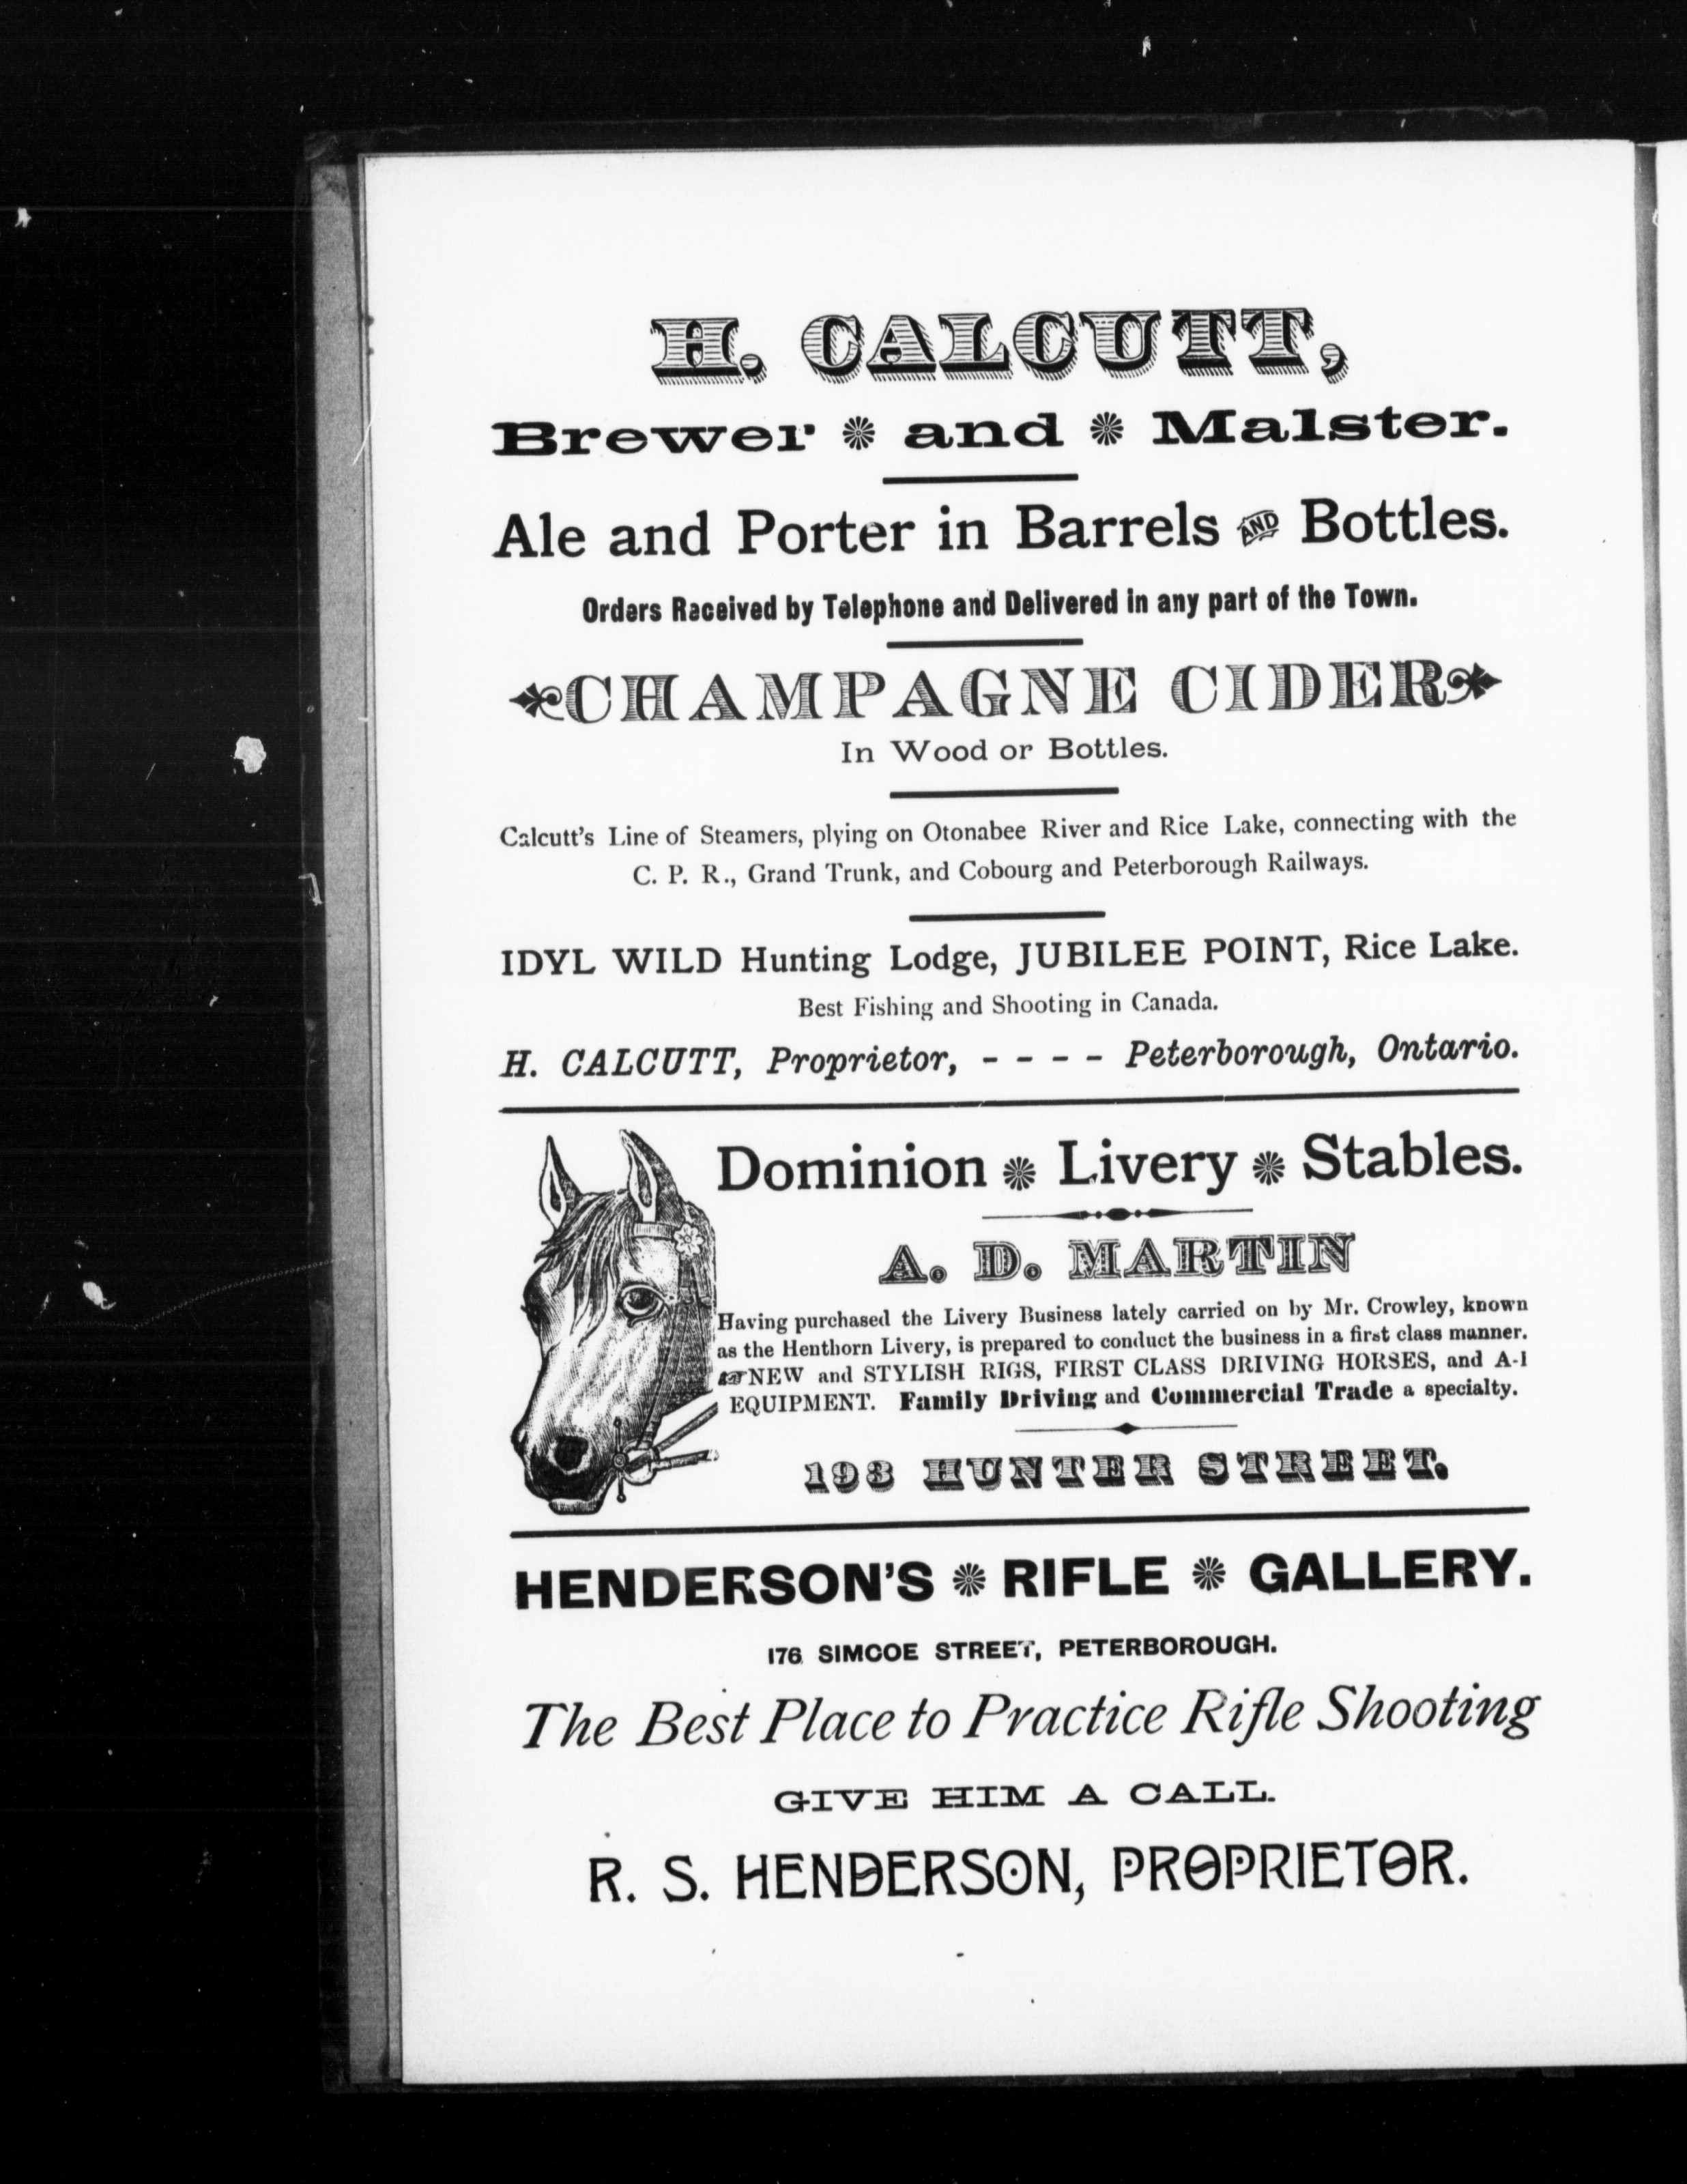 H. CALCUTT,
Brewer and Malster.
Ale and Porter in Barrels AND Bottles.
Orders Received by Telephone and Delivered in any part of the Town.
CHAMPAGNE CIDER
In Wood or Bottles.
Calcutt's Line of Steamers, plying on Otonabee River and Rice Lake, connecting with the
C. P. R., Grand Trunk, and Cobourg and Peterborough Railways.
IDYL WILD Hunting Lodge, JUBILEE POINT, Rice Lake.
Best Fishing and Shooting in Canada.
H. CALCUTT, Proprietor, - - - - Peterborough, Ontario.
Dominion Livery Stables.
A. D. MARTIN
Having purchased the Livery Business lately carried on by Mr. Crowley, known
as the Henthorn Livery, is prepared to conduct the business in a first class manner.
NEW and STYLISH RIGS, FIRST CLASS DRIVING HORSES, and A-1
EQUIPMENT. Family Driving and Commercial Trade a specialty.
193 HUNTER STREET.
HENDERSON'S RIFLE GALLERY.
176 SIMCOE STREET, PETERBOROUGH.
The Best Place to Practice Rifle Shooting
GIVE HIM A CALL.
R. S. HENDERSON, PROPRIETOR.